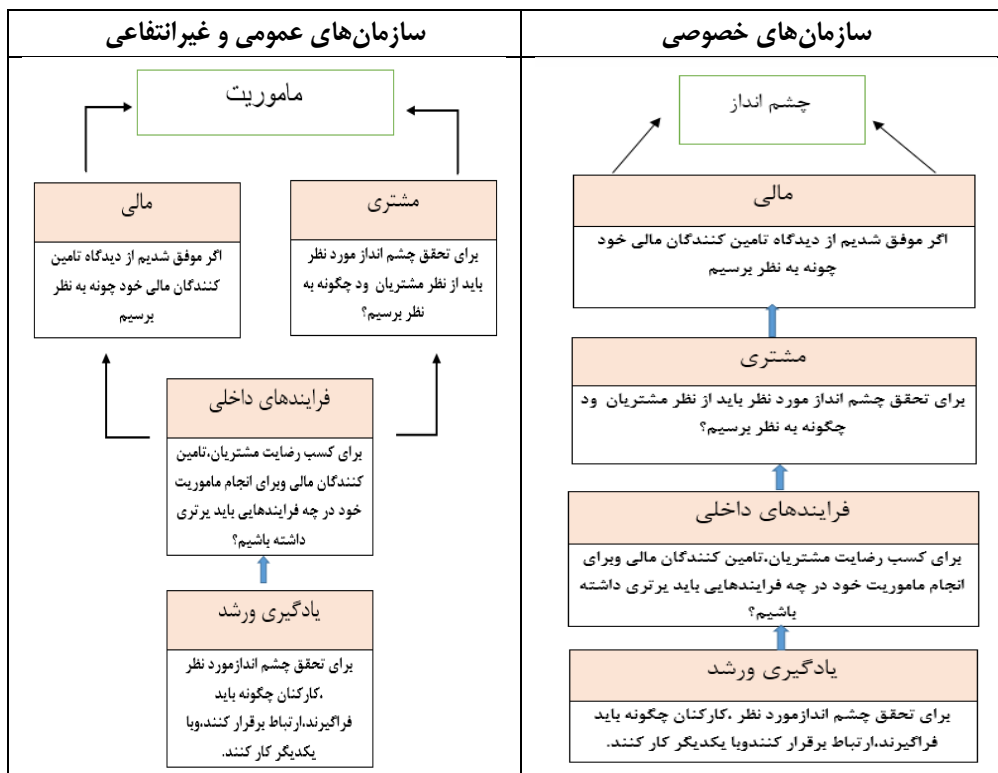 سازمان‌های خصوصی
چشم انداز
مالی
اگر موفق شدیم از دیدگاه تامین کنندگان مالی خود
چونه به نظر برسیم
مشتری
برای تحقق چشم انداز مورد نظر باید از نظر مشتریان ود
چگونه به نظر برسیم؟
فرایندهای داخلی
برای کسب رضایت مشتریان،تامین کنندگان مالی وبرای
انجام ماموریت خود در چه فرایندهایی باید یرتری داشته
باشیم؟
یادگیری ورشد
برای تحقق چشم اندازمورد نظر ،کارکنان چگونه باید
فراگیرند،ارتباط برقرار کنندوبا یکدیگر کار کنند.
سازمان‌های عمومی و غیرانتفاعی
ماموریت
مشتری
برای تحقق چشم انداز مورد نظر
باید از نظر مشتریان ود چگونه به
نظر برسیم؟
مالی
اگر موفق شدیم از دیدگاه تامین
کنندگان مالی خود چونه به نظر
برسیم
فرایندهای داخلی
برای کسب رضایت مشتریان،تامین
کنندگان مالی وبرای انجام ماموریت
خود در چه فرایندهایی باید یرتری
داشته باشیم؟
یادگیری ورشد
برای تحقق چشم اندازمورد نظر
،کارکنان چگونه باید
فراگیرند،ارتباط برقرار کنند،وبا
یکدیگر کار کنند.